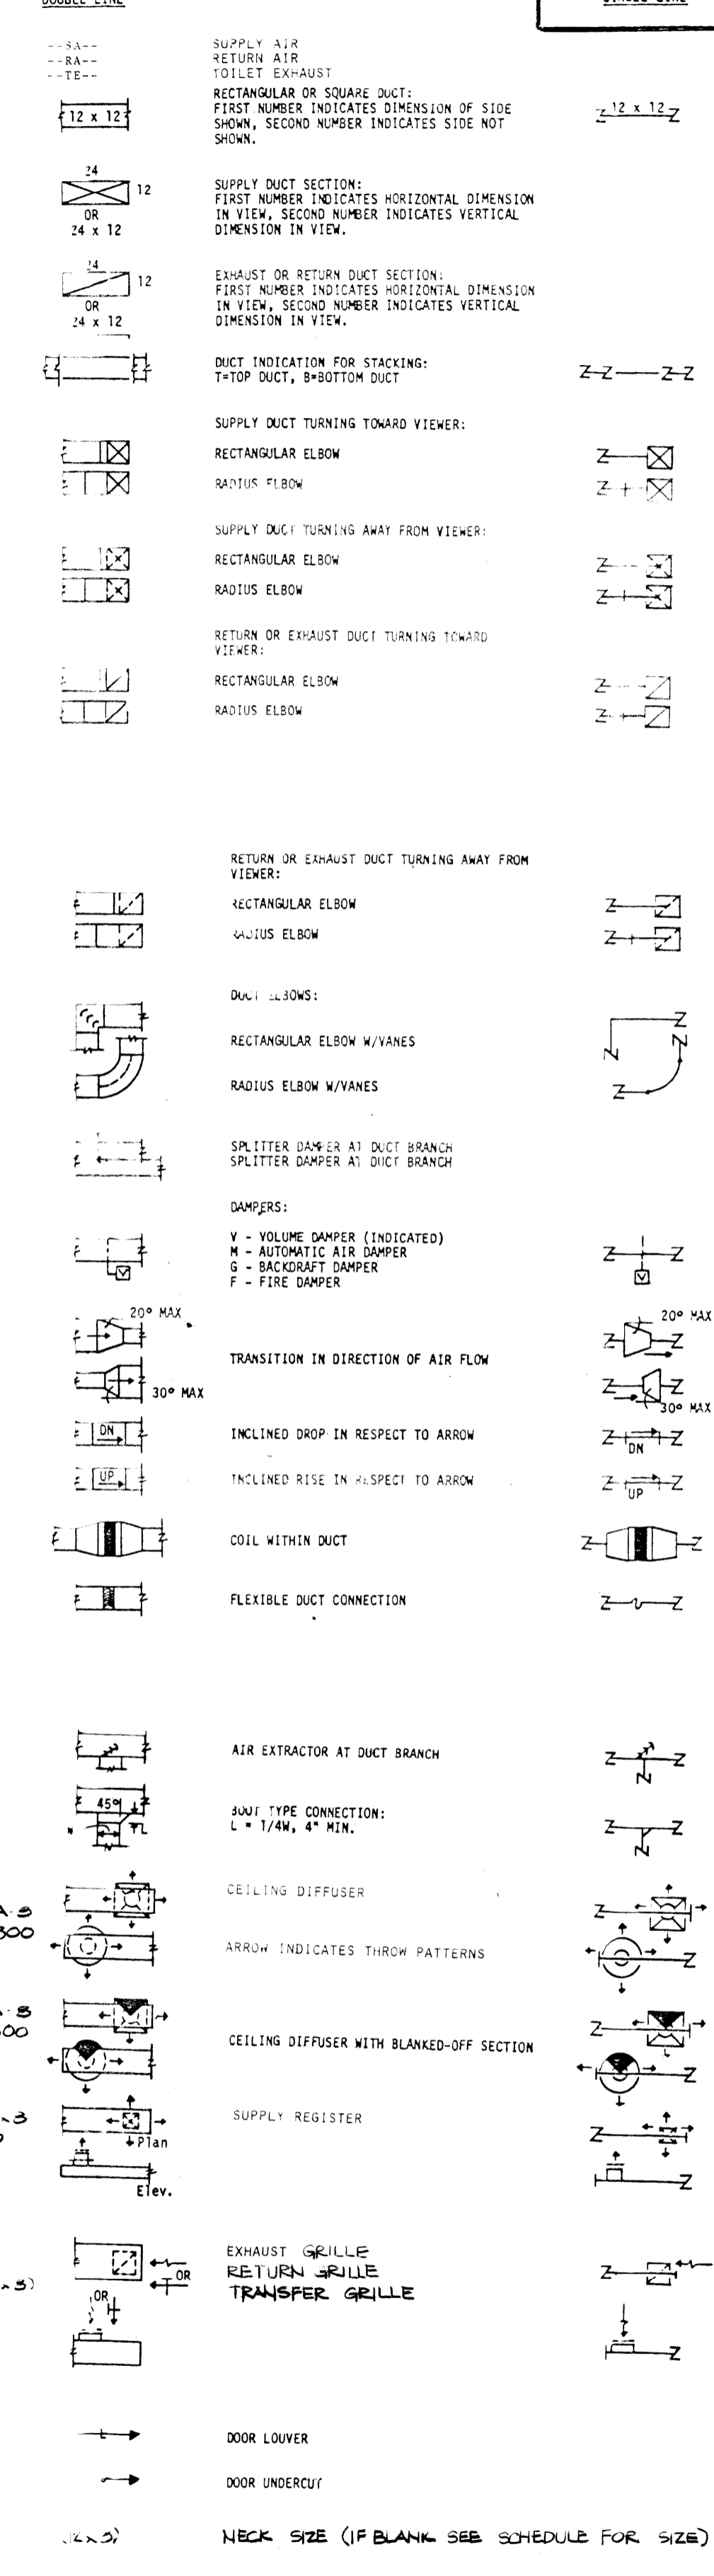 DOUBLE LINE
SINGLE LINE
--SA-- SUPPLY AIR
--RA-- RETURN AIR
--TE-- TOILET EXHAUST
RECTANGULAR OR SQUARE DUCT:
12 x 12 FIRST NUMBER INDICATES DIMENSION OF SIDE 12 x 12
SHOWN, SECOND NUMBER INDICATES SIDE NOT
SHOWN.
24
12 SUPPLY DUCT SECTION:
FIRST NUMBER INDICATES HORIZONTAL DIMENSION
OR IN VIEW, SECOND NUMBER INDICATES VERTICAL
24 x 12 DIMENSION IN VIEW.
24
12 EXHAUST OR RETURN DUCT SECTION:
FIRST NUMBER INDICATES HORIZONTAL DIMENSION
OR IN VIEW, SECOND NUMBER INDICATES VERTICAL
24 x 12 DIMENSION IN VIEW.
DUCT INDICATION FOR STACKING:
T=TOP DUCT, B=BOTTOM DUCT
SUPPLY DUCT TURNING TOWARD VIEWER:
RECTANGULAR ELBOW
RADIUS ELBOW
SUPPLY DUCT TURNING AWAY FROM VIEWER:
RECTANGULAR ELBOW
RADIUS ELBOW
RETURN OR EXHAUST DUCT TURNING TOWARD
VIEWER:
RECTANGULAR ELBOW
RADIUS ELBOW
RETURN OR EXHAUST DUCT TURNING AWAY FROM
VIEWER:
RECTANGULAR ELBOW
RADIUS ELBOW
DUCT ELBOWS:
RECTANGULAR ELBOW W/VANES
RADIUS ELBOW W/VANES
SPLITTER DAMPER AT DUCT BRANCH
SPLITTER DAMPER AT DUCT BRANCH
DAMPERS:
V - VOLUME DAMPER (INDICATED)
M - AUTOMATIC AIR DAMPER
V G - BACKDRAFT DAMPER V
F - FIRE DAMPER
20° MAX 20° MAX
TRANSITION IN DIRECTION OF AIR FLOW
30° MAX 30° MAX
DN INCLINED DROP IN RESPECT TO ARROW DN
UP INCLINED RISE IN RESPECT TO ARROW UP
COIL WITHIN DUCT
FLEXIBLE DUCT CONNECTION
AIR EXTRACTOR AT DUCT BRANCH
45° BOOT TYPE CONNECTION:
L L = 1/4W, 4" MIN.
CEILING DIFFUSER
ARROW INDICATES THROW PATTERNS
CEILING DIFFUSER WITH BLANKED-OFF SECTION
SUPPLY REGISTER
Plan
Elev.
EXHAUST GRILLE
RETURN GRILLE
OR
TRANSFER GRILLE
OR
DOOR LOUVER
DOOR UNDERCUT
(12x3) NECK SIZE (IF BLANK SEE SCHEDULE FOR SIZE)